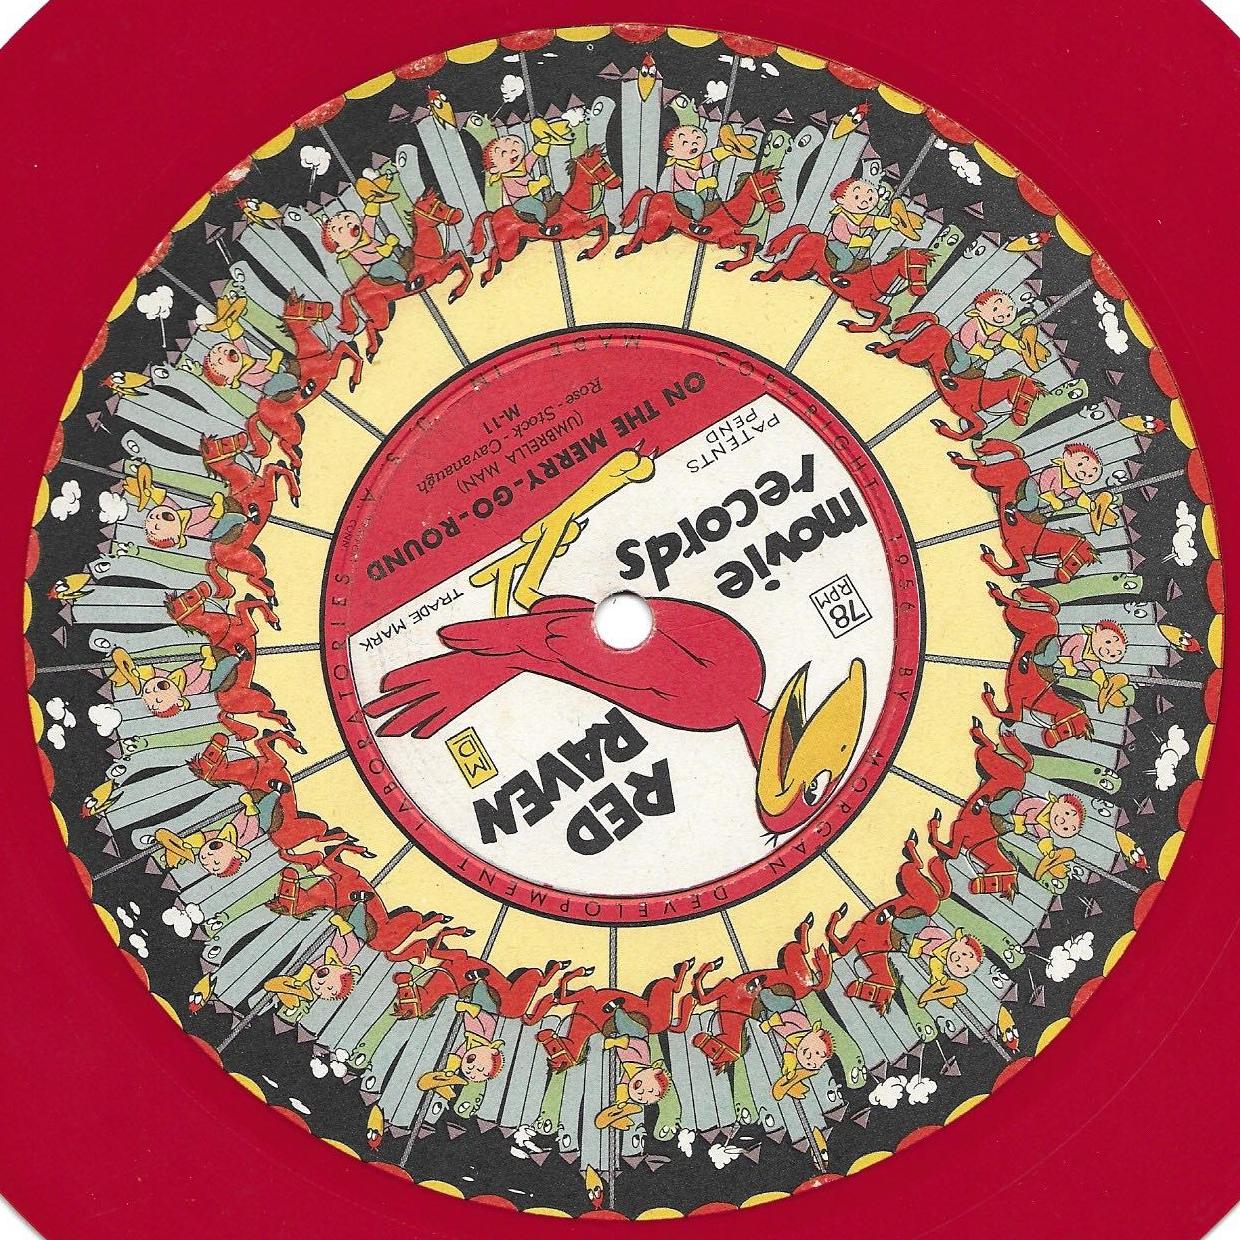 RED
RAVEN
MD
movie
records
78
RPM
TRADE MARK
PATENTS
PEND
ON THE MERRY-GO-ROUND
(UMBRELLA MAN)
Rose - Stock - Cavanaugh
M-11
COPYRIGHT 1956 BY MORGAN DEVELOPMENT LABORATORIES
MADE IN U.S.A.